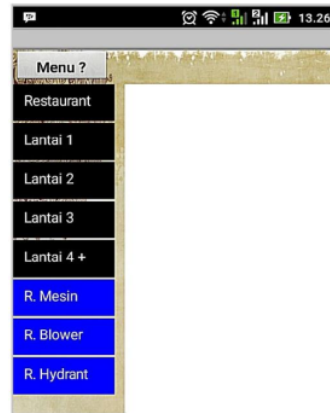 13.26
Menu ?
Restaurant
Lantai 1
Lantai 2
Lantai 3
Lantai 4 +
R. Mesin
R. Blower
R. Hydrant